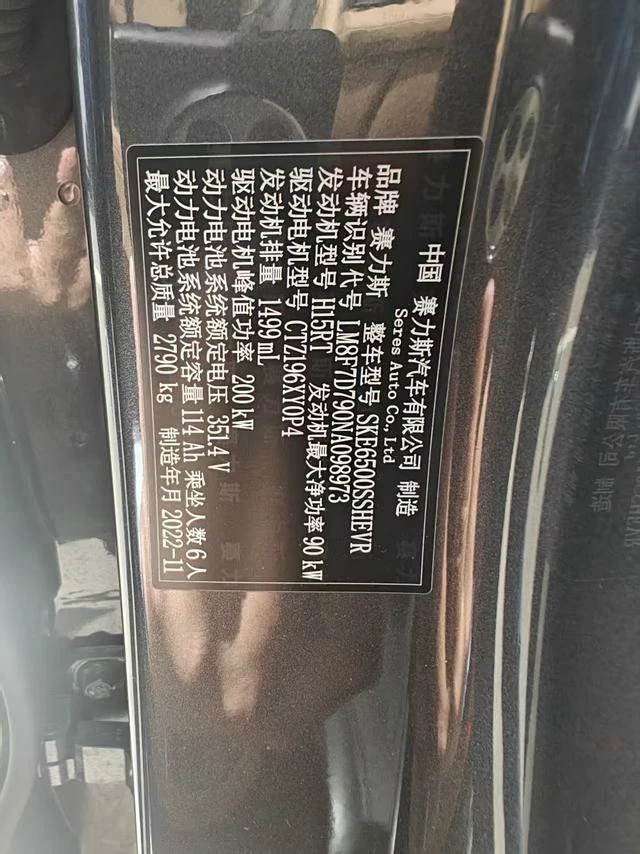 中国 赛力斯汽车有限公司 制造
Seres Auto Co., Ltd
品牌 赛力斯 整车型号 SKE6500SSHEVR
车辆识别代号 LM8F7D790NA098973
发动机型号 H15RT 发动机最大净功率 90 kW
驱动电机型号 CTZ196XY0P4
发动机排量 1499 mL
驱动电机峰值功率 200 kW
动力电池系统额定电压 351.4 V
动力电池系统额定容量 114 Ah 乘坐人数 6 人
最大允许总质量 2790 kg 制造年月 2022-11